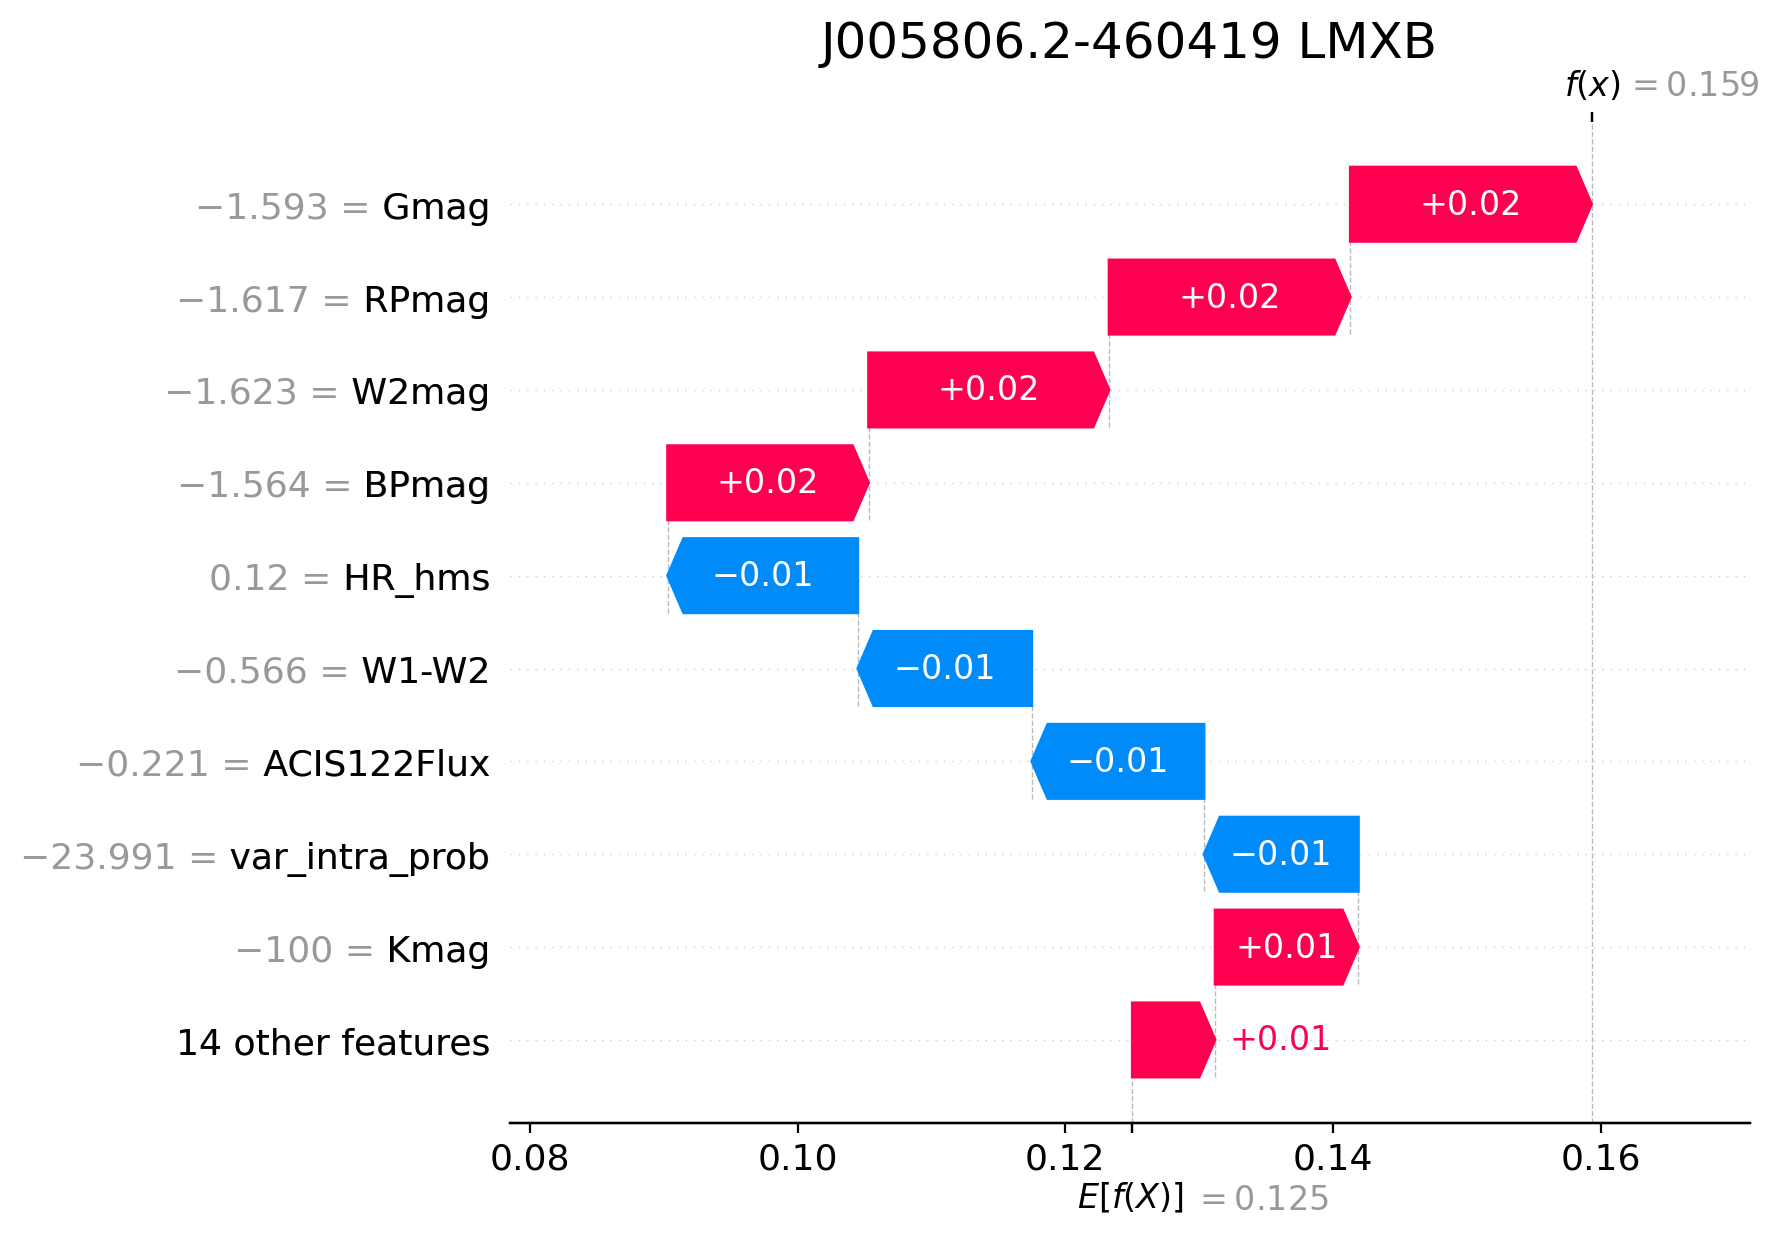 J005806.2-460419 LMXB
f(x) = 0.159
−1.593 = Gmag +0.02
−1.617 = RPmag +0.02
−1.623 = W2mag +0.02
−1.564 = BPmag +0.02
0.12 = HR_hms −0.01
−0.566 = W1-W2 −0.01
−0.221 = ACIS122Flux −0.01
−23.991 = var_intra_prob −0.01
−100 = Kmag +0.01
14 other features +0.01
0.08 0.10 0.12 0.14 0.16
E[f(X)] = 0.125